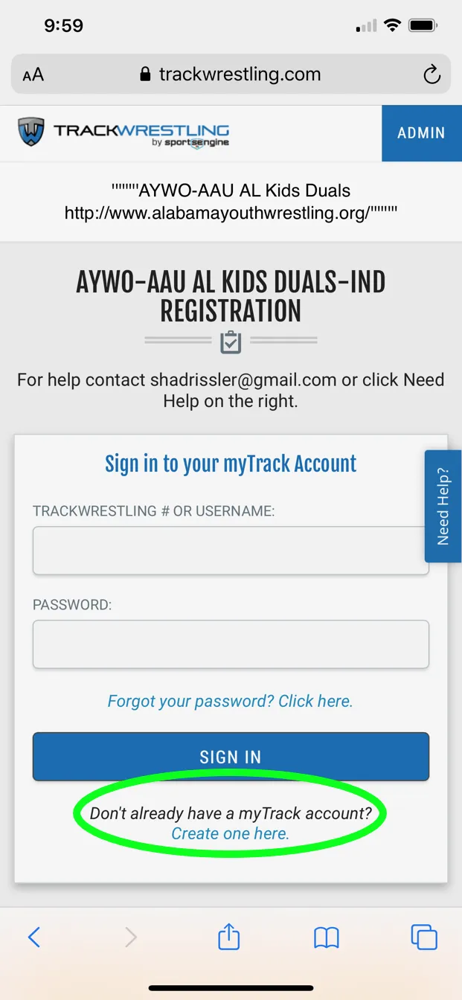 9:59
AA
trackwrestling.com
TRACKWRESTLING
by sportsengine
ADMIN
"""'AYWO-AAU AL Kids Duals
http://www.alabamayouthwrestling.org/"""'
AYWO-AAU AL KIDS DUALS-IND
REGISTRATION
For help contact shadrissler@gmail.com or click Need
Help on the right.
Sign in to your myTrack Account
Need Help?
TRACKWRESTLING # OR USERNAME:
PASSWORD:
Forgot your password? Click here.
SIGN IN
Don't already have a myTrack account?
Create one here.